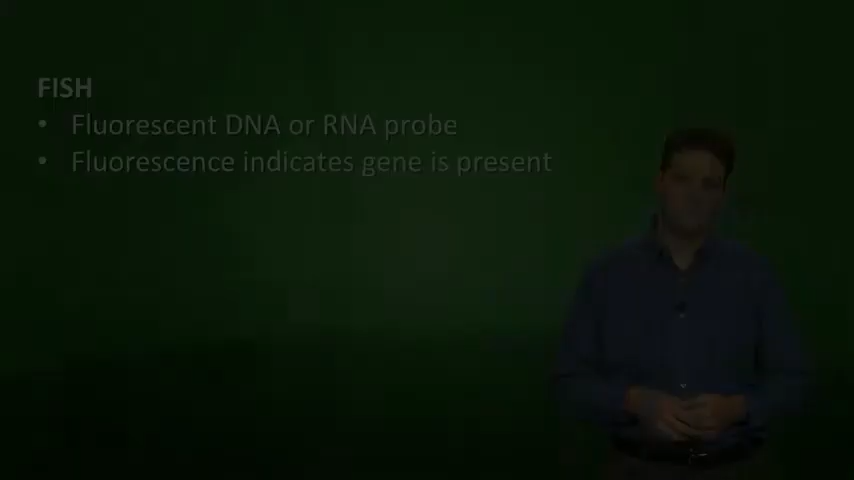 FISH
• Fluorescent DNA or RNA probe
• Fluorescence indicates gene is present